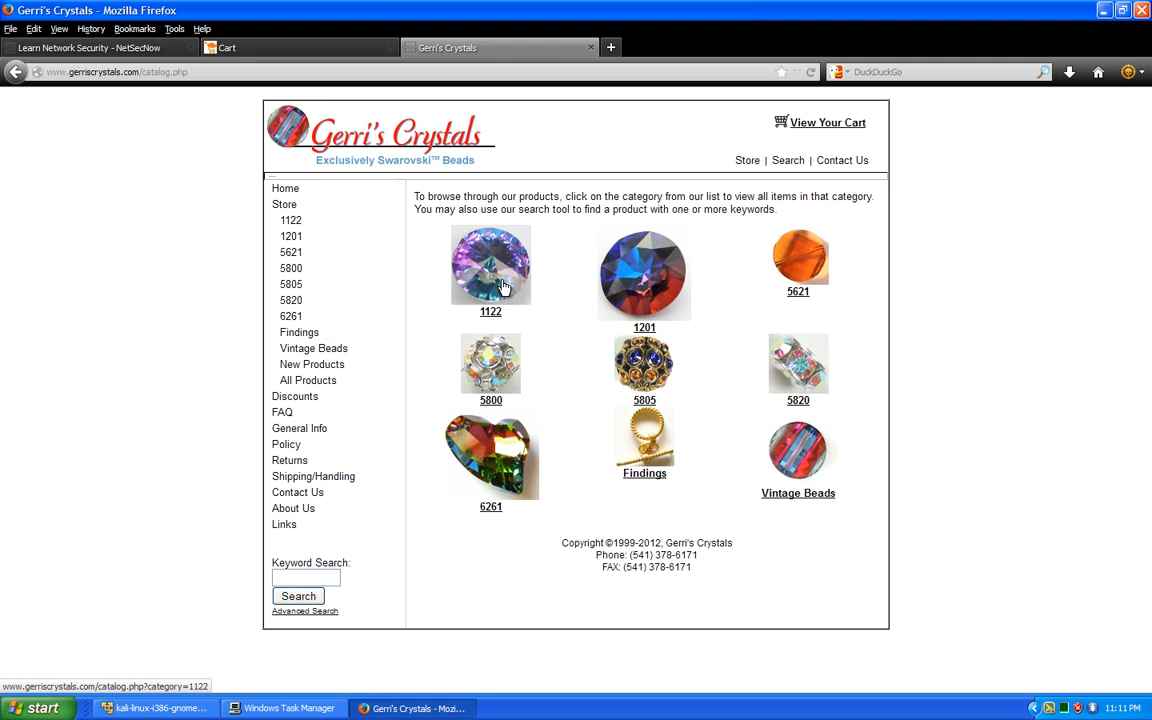 Gerri's Crystals - Mozilla Firefox
File Edit View History Bookmarks Tools Help
Learn Network Security - NetSecNow
Cart
Gerri's Crystals
www.gerriscrystals.com/catalog.php
DuckDuckGo
Gerri's Crystals
Exclusively Swarovski™ Beads
View Your Cart
Store | Search | Contact Us
Home
Store
1122
1201
5621
5800
5805
5820
6261
Findings
Vintage Beads
New Products
All Products
Discounts
FAQ
General Info
Policy
Returns
Shipping/Handling
Contact Us
About Us
Links
Keyword Search:
Search
Advanced Search
To browse through our products, click on the category from our list to view all items in that category.
You may also use our search tool to find a product with one or more keywords.
1122
1201
5621
5800
5805
5820
6261
Findings
Vintage Beads
Copyright ©1999-2012, Gerri's Crystals
Phone: (541) 378-6171
FAX: (541) 378-6171
www.gerriscrystals.com/catalog.php?category=1122
start
kali-linux-i386-gnome...
Windows Task Manager
Gerri's Crystals - Mozi...
11:11 PM